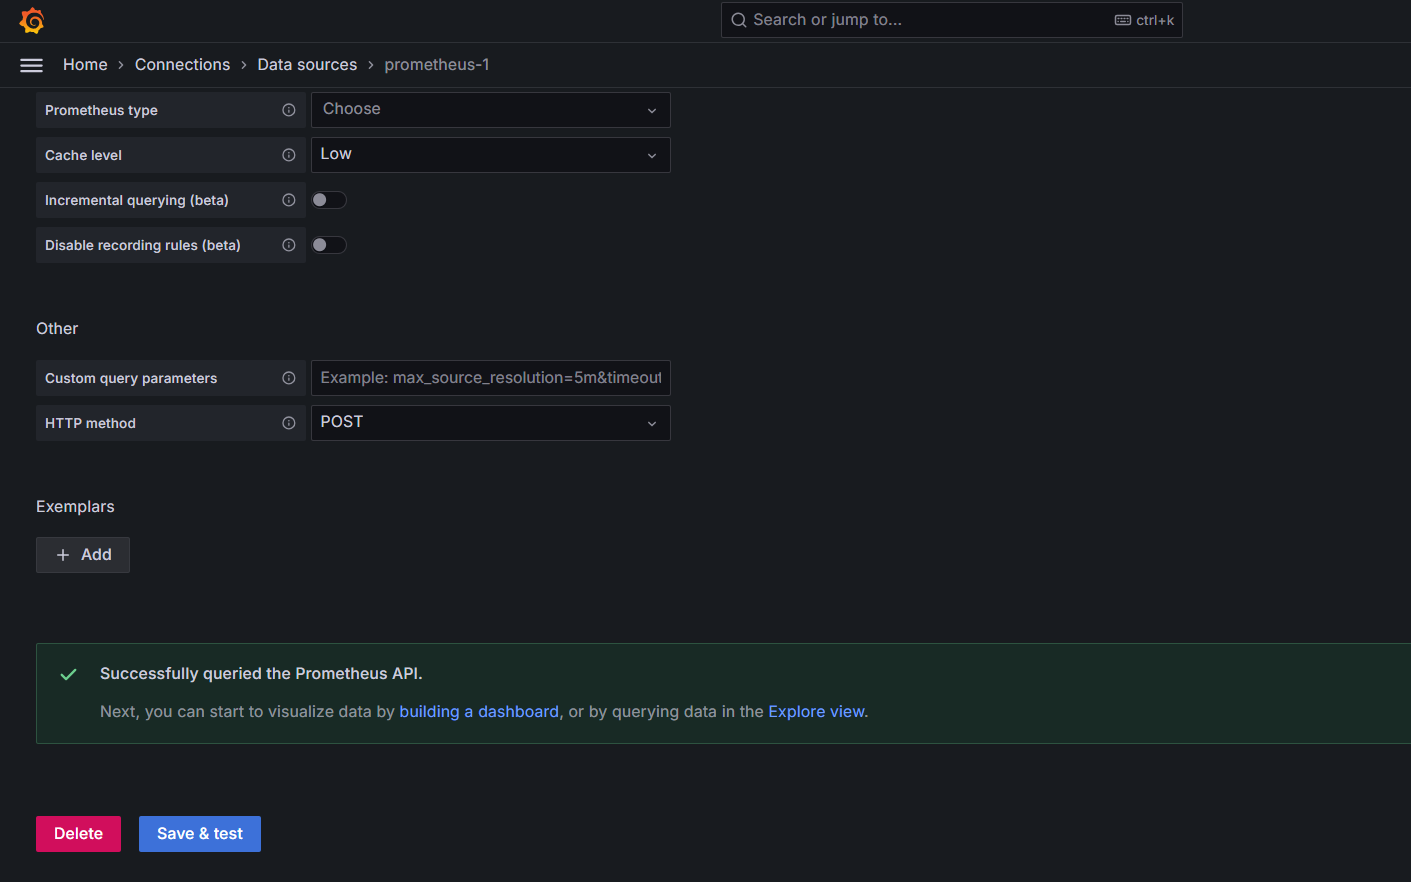 Search or jump to...
ctrl+k
Home › Connections › Data sources › prometheus-1
Prometheus type
Choose
Cache level
Low
Incremental querying (beta)
Disable recording rules (beta)
Other
Custom query parameters
Example: max_source_resolution=5m&timeout
HTTP method
POST
Exemplars
+ Add
Successfully queried the Prometheus API.
Next, you can start to visualize data by building a dashboard, or by querying data in the Explore view.
Delete
Save & test